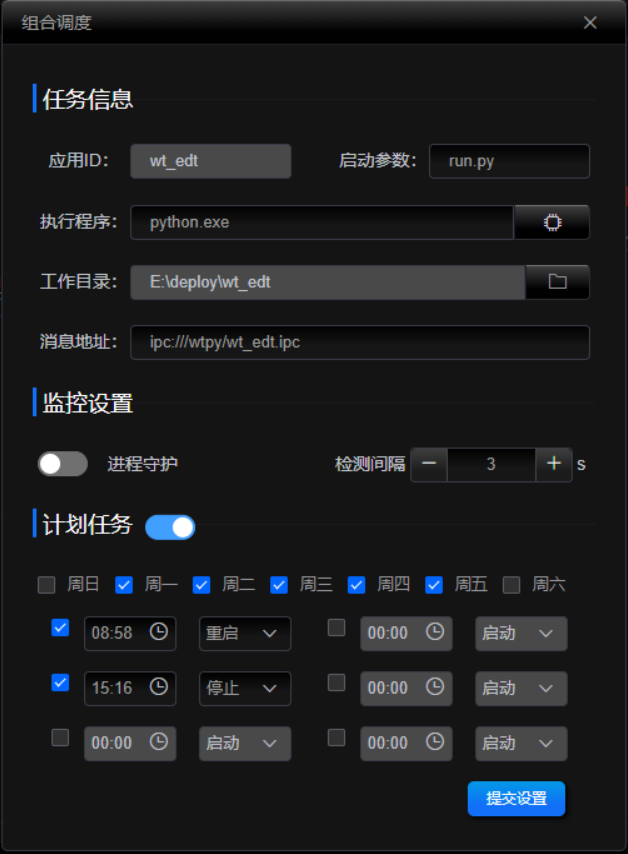 组合调度
任务信息
应用ID: wt_edt 启动参数: run.py
执行程序: python.exe
工作目录: E:\deploy\wt_edt
消息地址: ipc:///wtpy/wt_edt.ipc
监控设置
进程守护 检测间隔 − 3 + s
计划任务
周日 周一 周二 周三 周四 周五 周六
08:58 重启 00:00 启动
15:16 停止 00:00 启动
00:00 启动 00:00 启动
提交设置